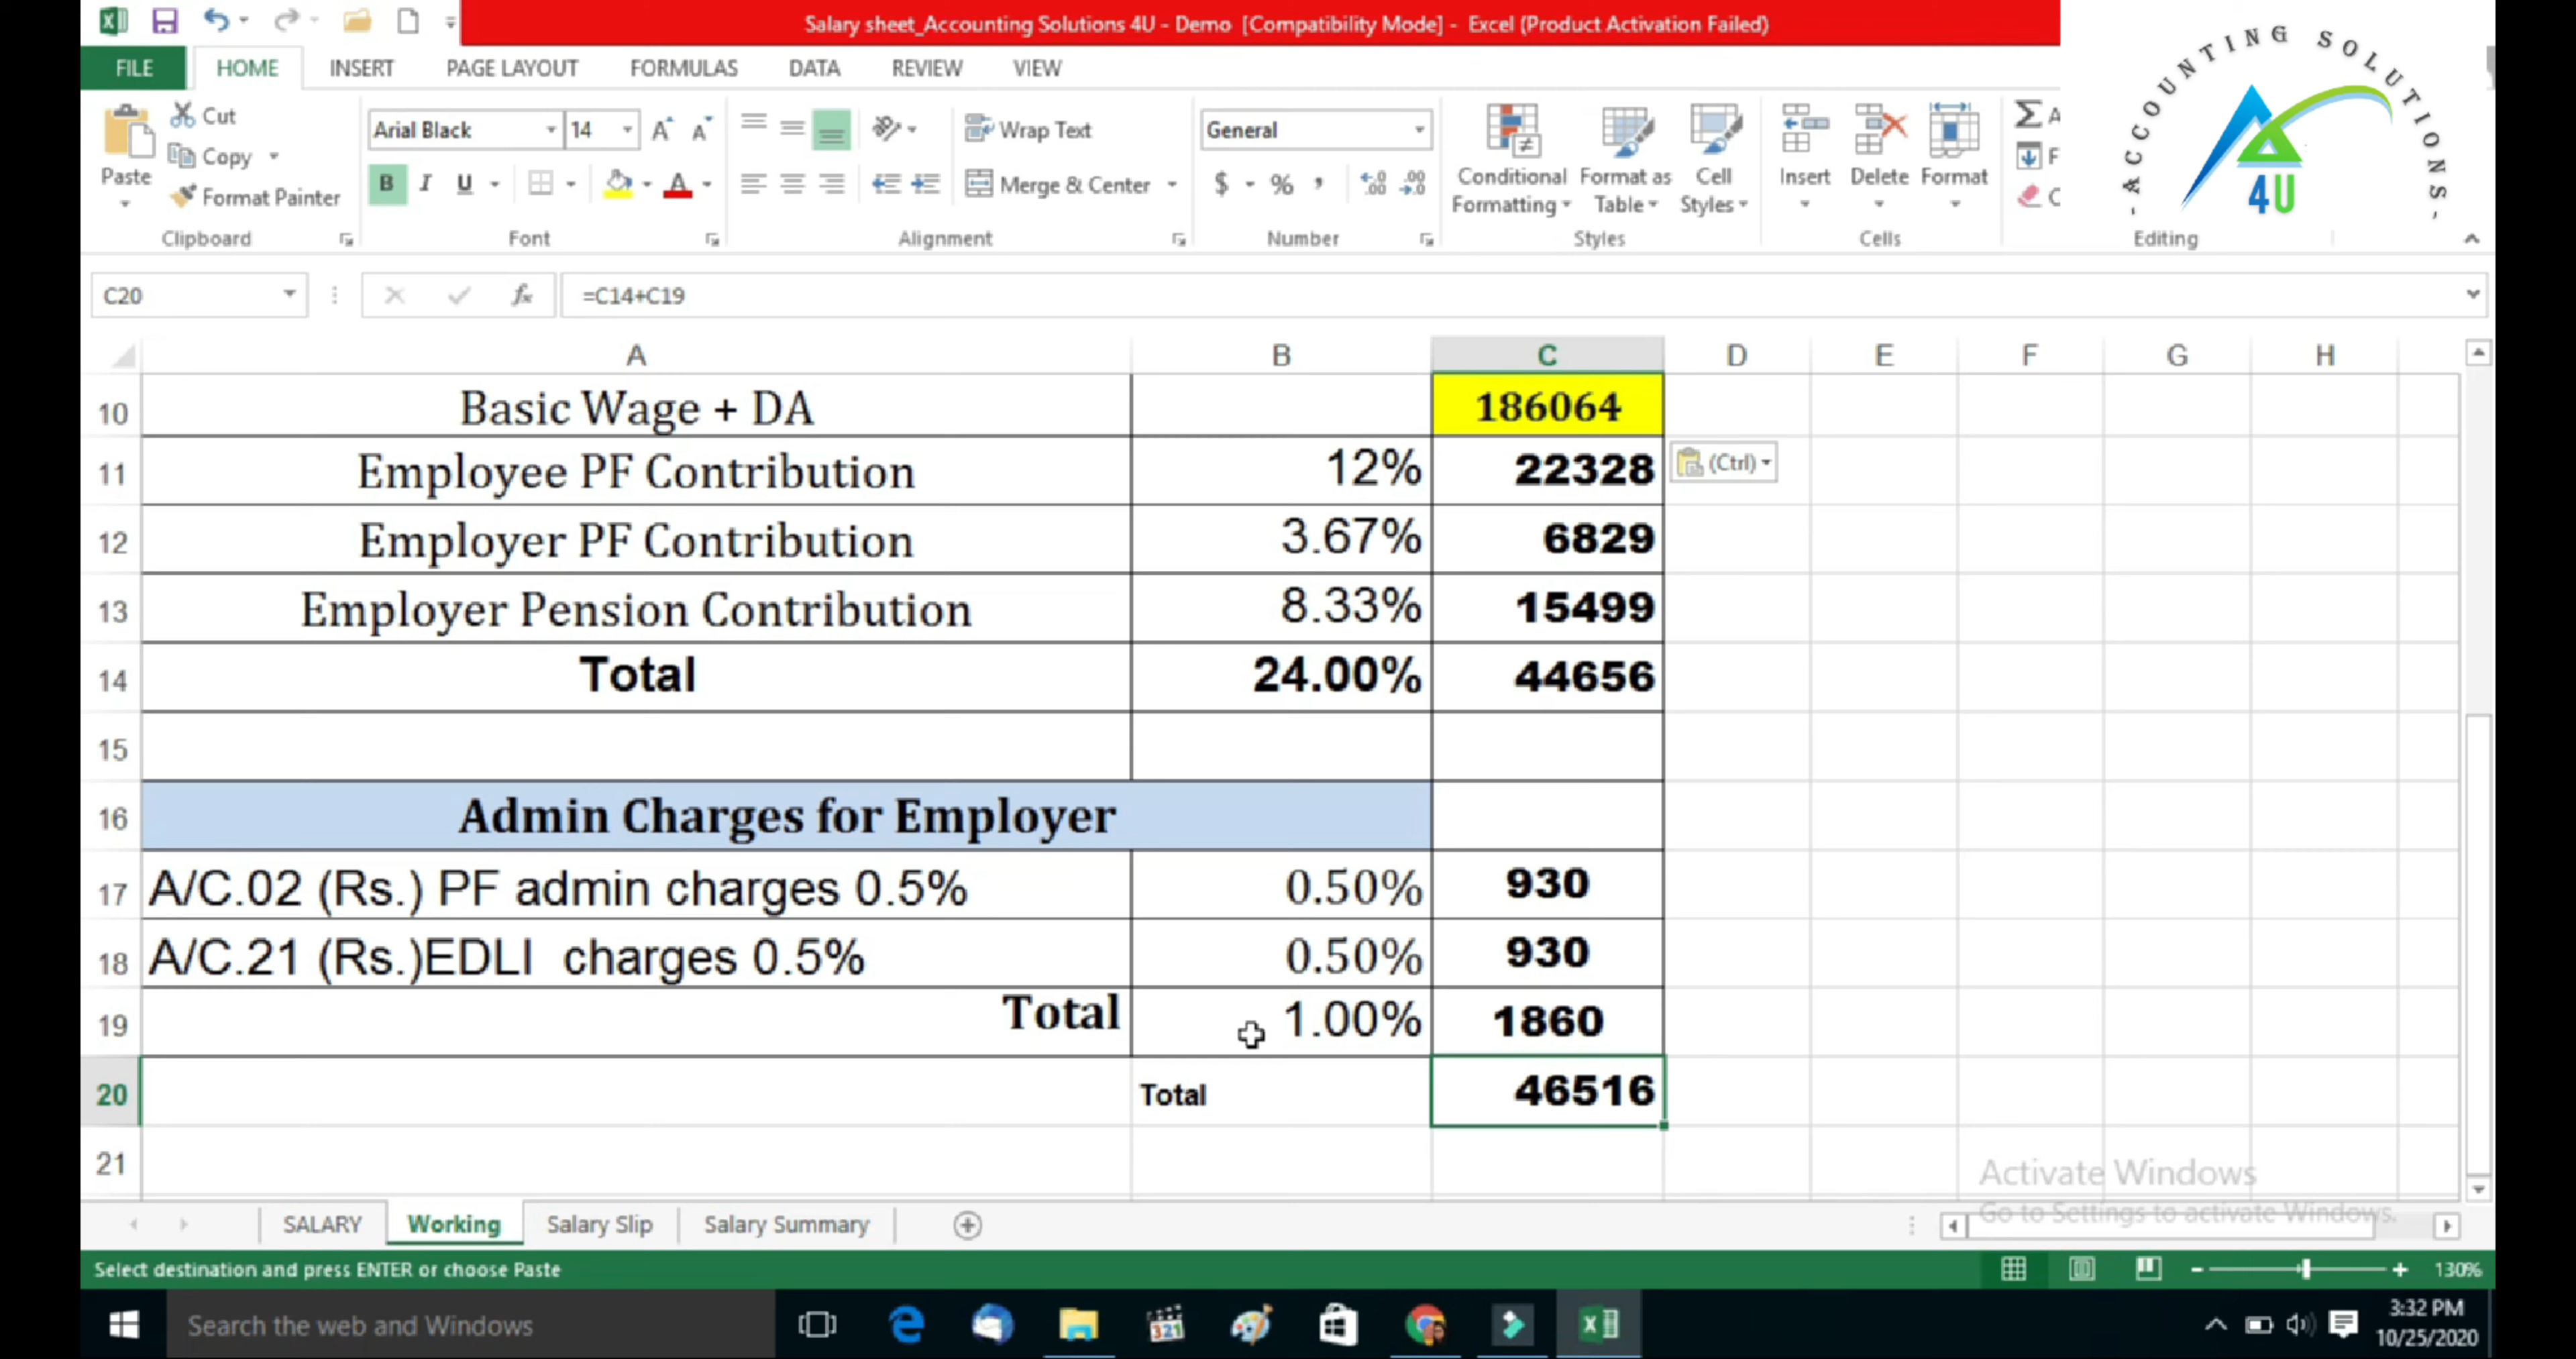 Salary sheet_Accounting Solutions 4U - Demo [Compatibility Mode] - Excel (Product Activation Failed)
FILE HOME INSERT PAGE LAYOUT FORMULAS DATA REVIEW VIEW
- ACCOUNTING SOLUTIONS -
4U
Paste
Cut
Copy
Format Painter
Clipboard
Arial Black 14
B I U
Font
Wrap Text
Merge & Center
Alignment
General
$ % ,
Number
Conditional Formatting
Format as Table
Cell Styles
Styles
Insert Delete Format
Cells
Editing
C20 =C14+C19
A B C D E F G H
10 Basic Wage + DA 186064
11 Employee PF Contribution 12% 22328 (Ctrl)
12 Employer PF Contribution 3.67% 6829
13 Employer Pension Contribution 8.33% 15499
14 Total 24.00% 44656
15
16 Admin Charges for Employer
17 A/C.02 (Rs.) PF admin charges 0.5% 0.50% 930
18 A/C.21 (Rs.)EDLI charges 0.5% 0.50% 930
19 Total 1.00% 1860
20 Total 46516
21
Activate Windows
Go to Settings to activate Windows.
SALARY Working Salary Slip Salary Summary
Select destination and press ENTER or choose Paste 130%
Search the web and Windows
321
3:32 PM
10/25/2020